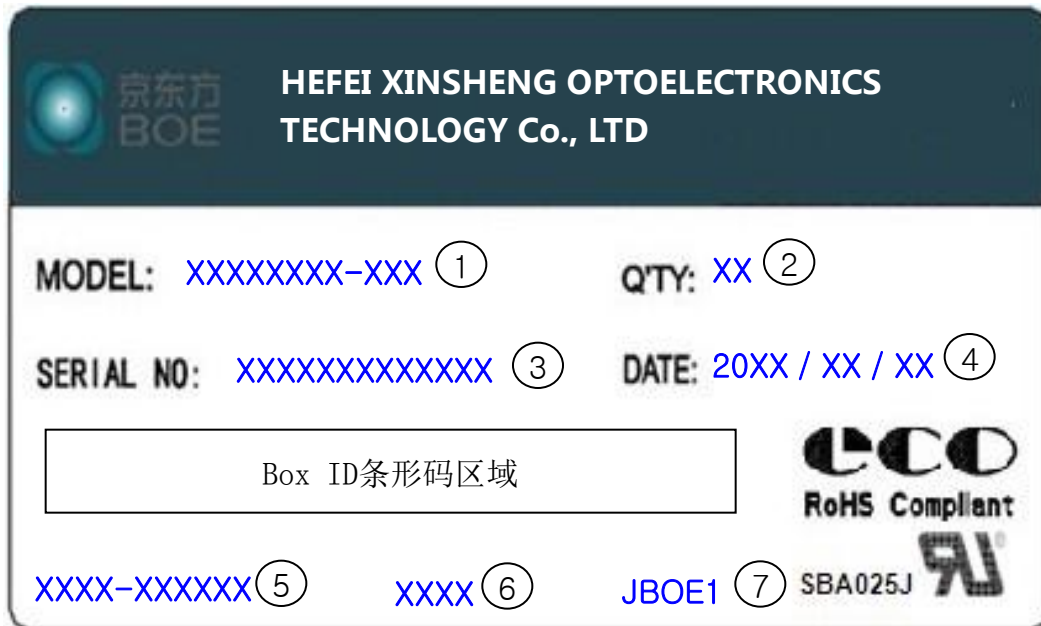 京东方
BOE
HEFEI XINSHENG OPTOELECTRONICS
TECHNOLOGY Co., LTD
MODEL: XXXXXXXX-XXX ① Q'TY: XX ②
SERIAL NO: XXXXXXXXXXXXX ③ DATE: 20XX / XX / XX ④
Box ID条形码区域
eco
RoHS Compliant
XXXX-XXXXXX ⑤ XXXX ⑥ JBOE1 ⑦ SBA025J RU ®